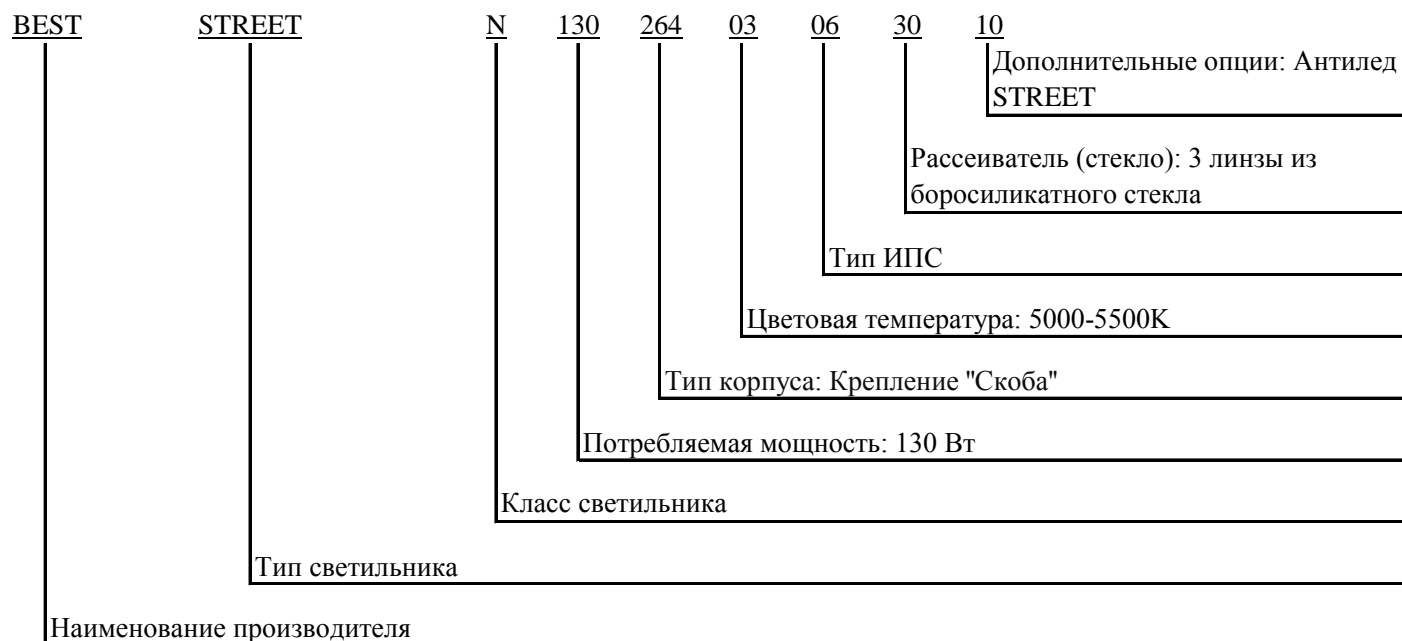 BEST STREET N 130 264 03 06 30 10
Дополнительные опции: Антилед
STREET
Рассеиватель (стекло): 3 линзы из
боросиликатного стекла
Тип ИПС
Цветовая температура: 5000-5500K
Тип корпуса: Крепление "Скоба"
Потребляемая мощность: 130 Вт
Класс светильника
Тип светильника
Наименование производителя